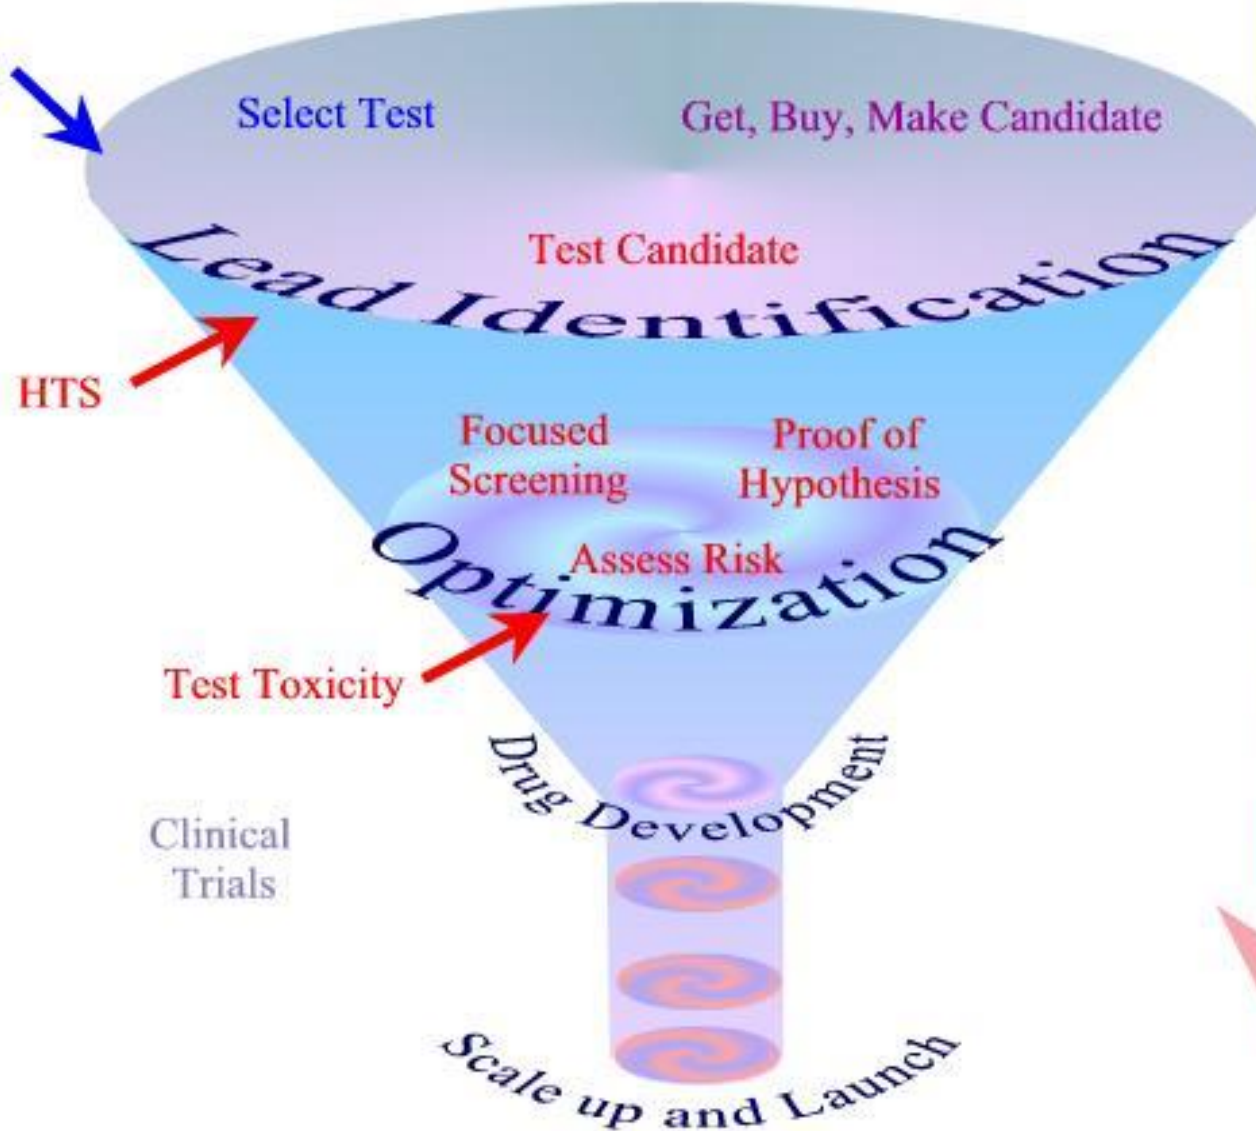 Select Test
Get, Buy, Make Candidate
Test Candidate
Lead Identification
HTS
Focused
Screening
Proof of
Hypothesis
Assess Risk
Optimization
Test Toxicity
Drug Development
Clinical
Trials
Scale up and Launch